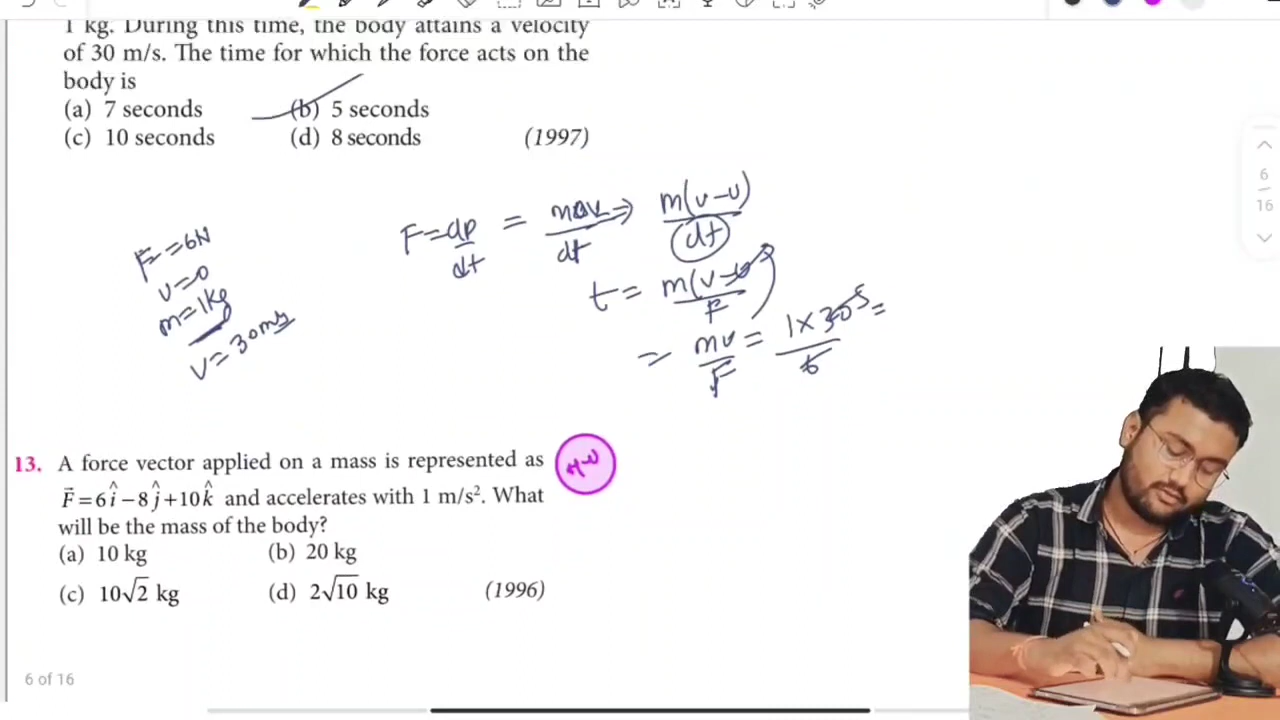 1 kg. During this time, the body attains a velocity
of 30 m/s. The time for which the force acts on the
body is
(a) 7 seconds (b) 5 seconds
(c) 10 seconds (d) 8 seconds (1997)
F=6N
u=0
m=1kg
v=30m/s
F=dp/dt = mΔv/dt ⇒ m(v-u)/dt
t = m(v-u)/F
= mv/F = 1×30/6 5 =
13. A force vector applied on a mass is represented as
F⃗=6î−8ĵ+10k̂ and accelerates with 1 m/s². What
will be the mass of the body?
(a) 10 kg (b) 20 kg
(c) 10√2 kg (d) 2√10 kg (1996)
H·W
6 of 16
6
16